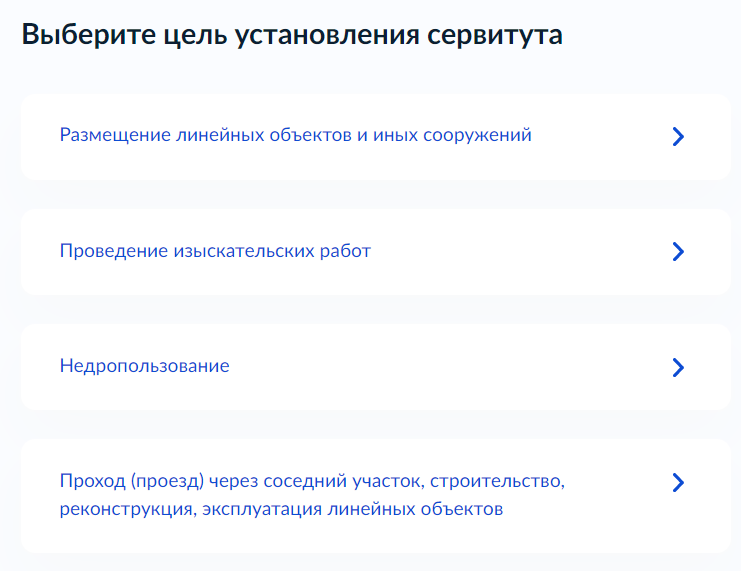 Выберите цель установления сервитута
Размещение линейных объектов и иных сооружений
Проведение изыскательских работ
Недропользование
Проход (проезд) через соседний участок, строительство,
реконструкция, эксплуатация линейных объектов